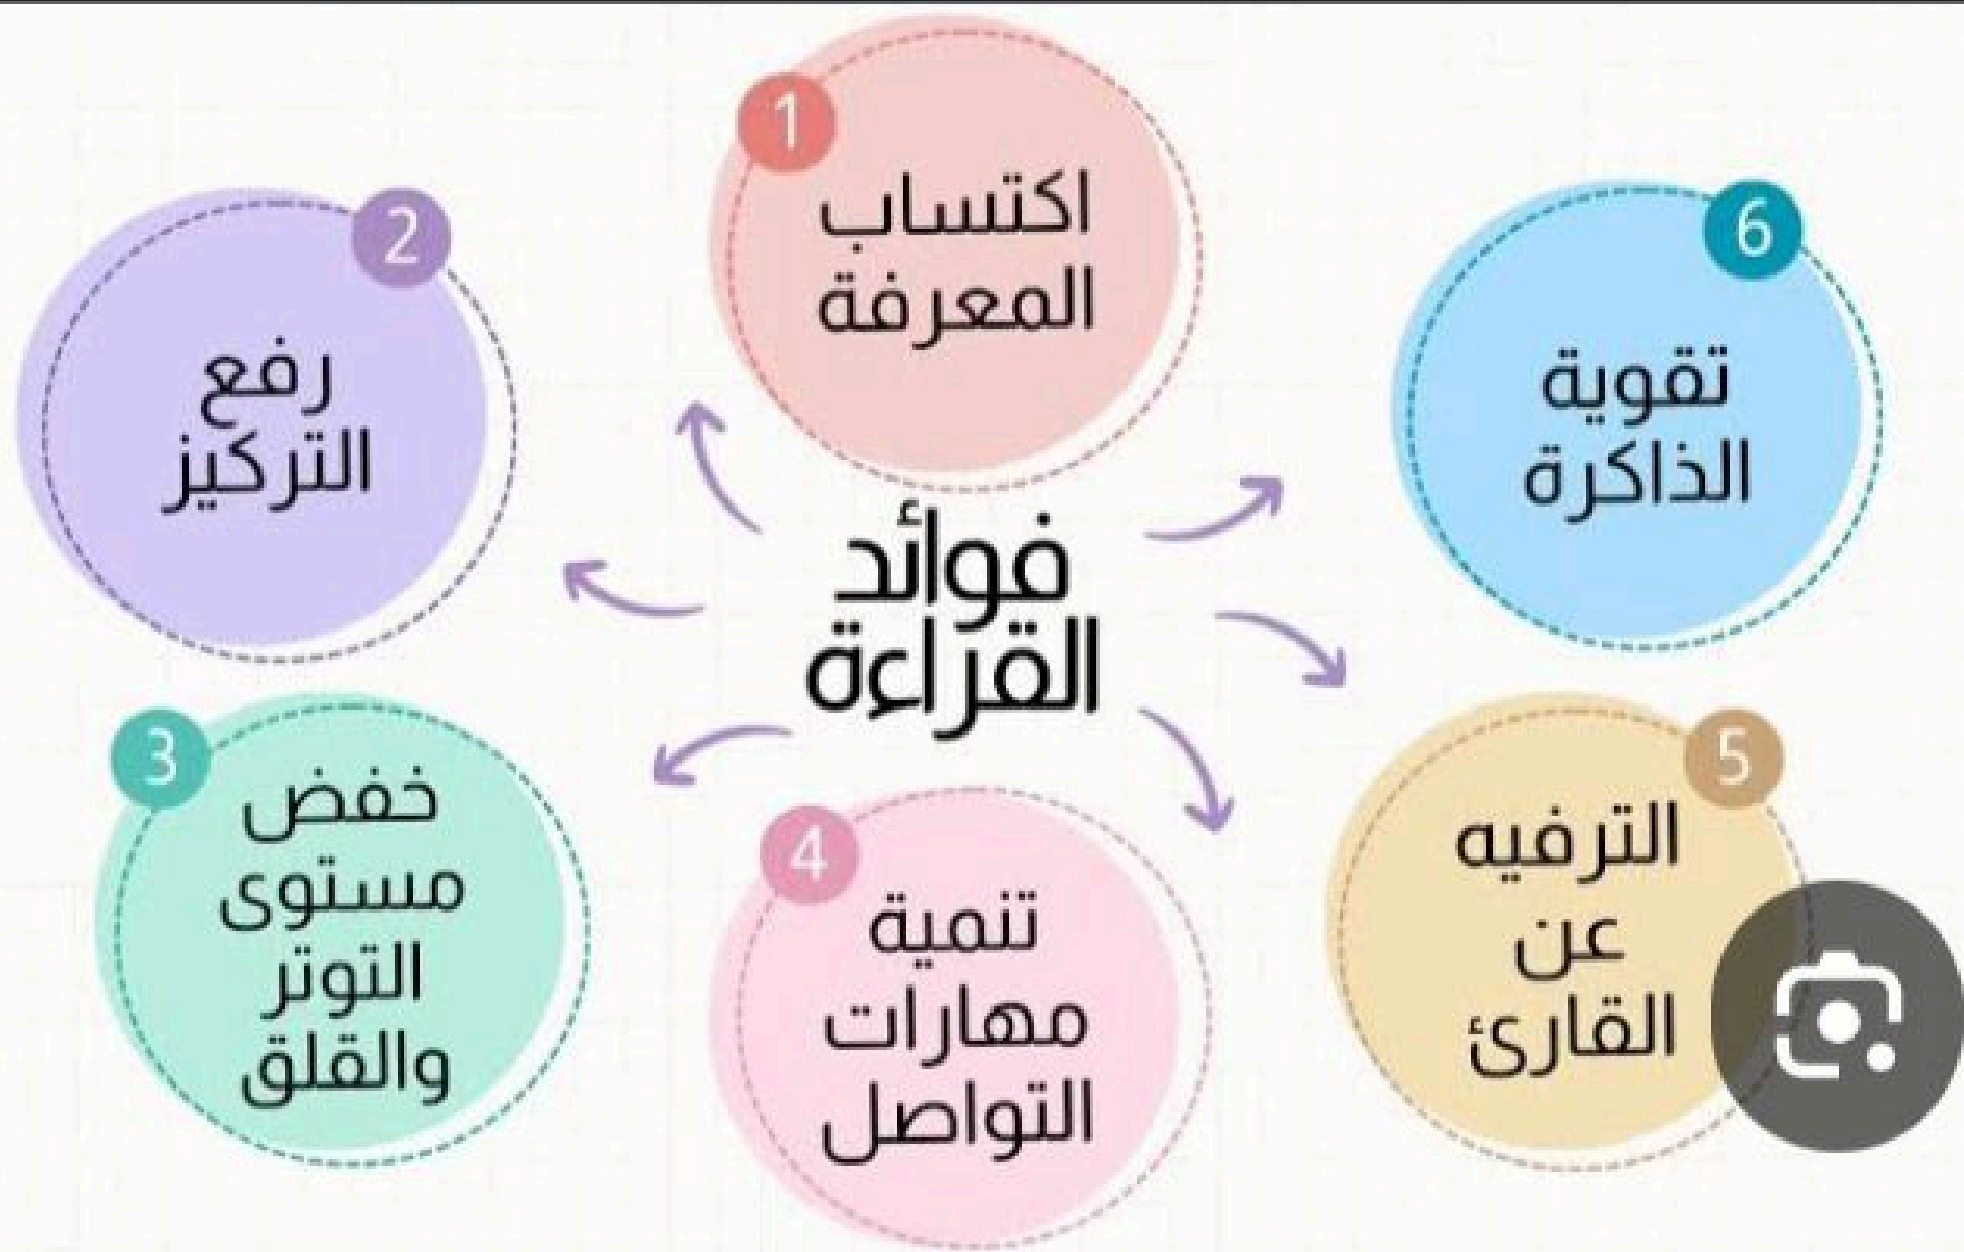 فوائد
القراءة
1
اكتساب
المعرفة
2
رفع
التركيز
3
خفض
مستوى
التوتر
والقلق
4
تنمية
مهارات
التواصل
5
الترفيه
عن
القارئ
6
تقوية
الذاكرة